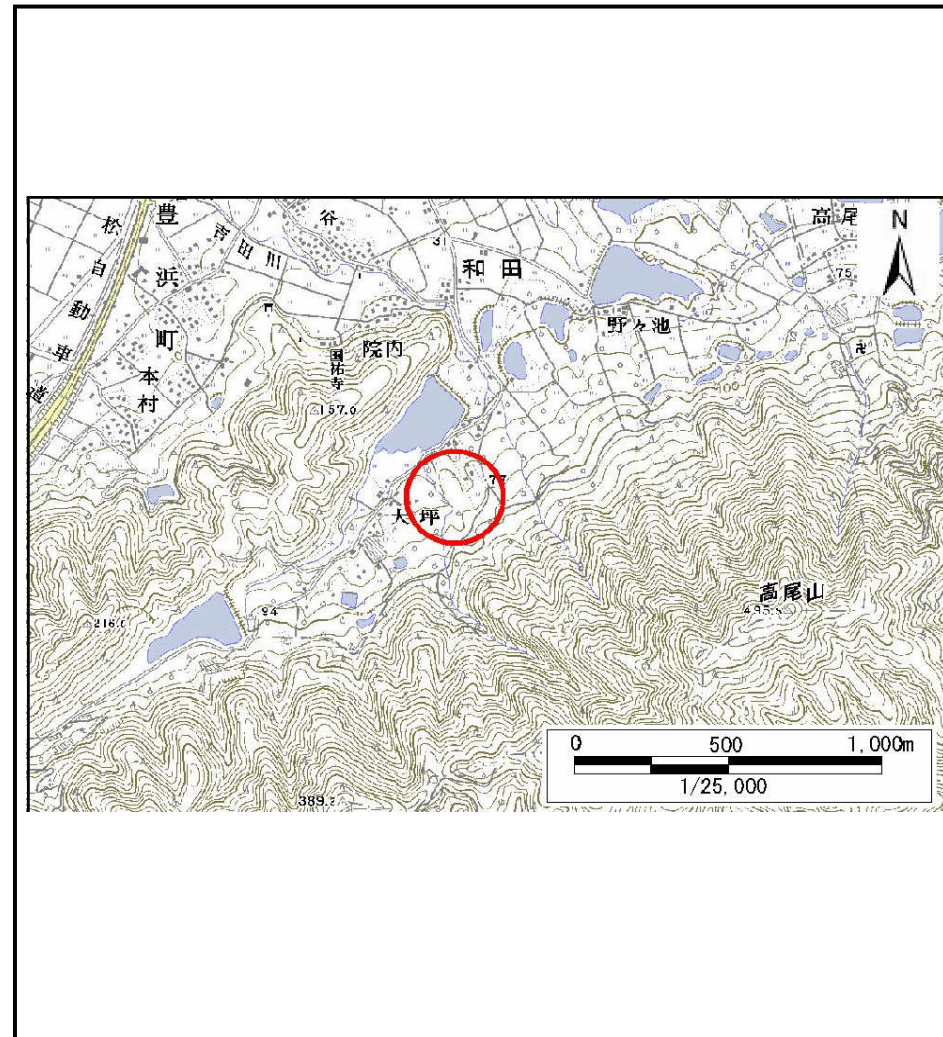 豊浜町
谷
吉田川
31
和田
高尾
N
75
松自動車道
野々池
院内
国祐寺
本村
157.0
100
77
大坪
高尾山
94
216.0
389.2
0 500 1,000m
1/25,000